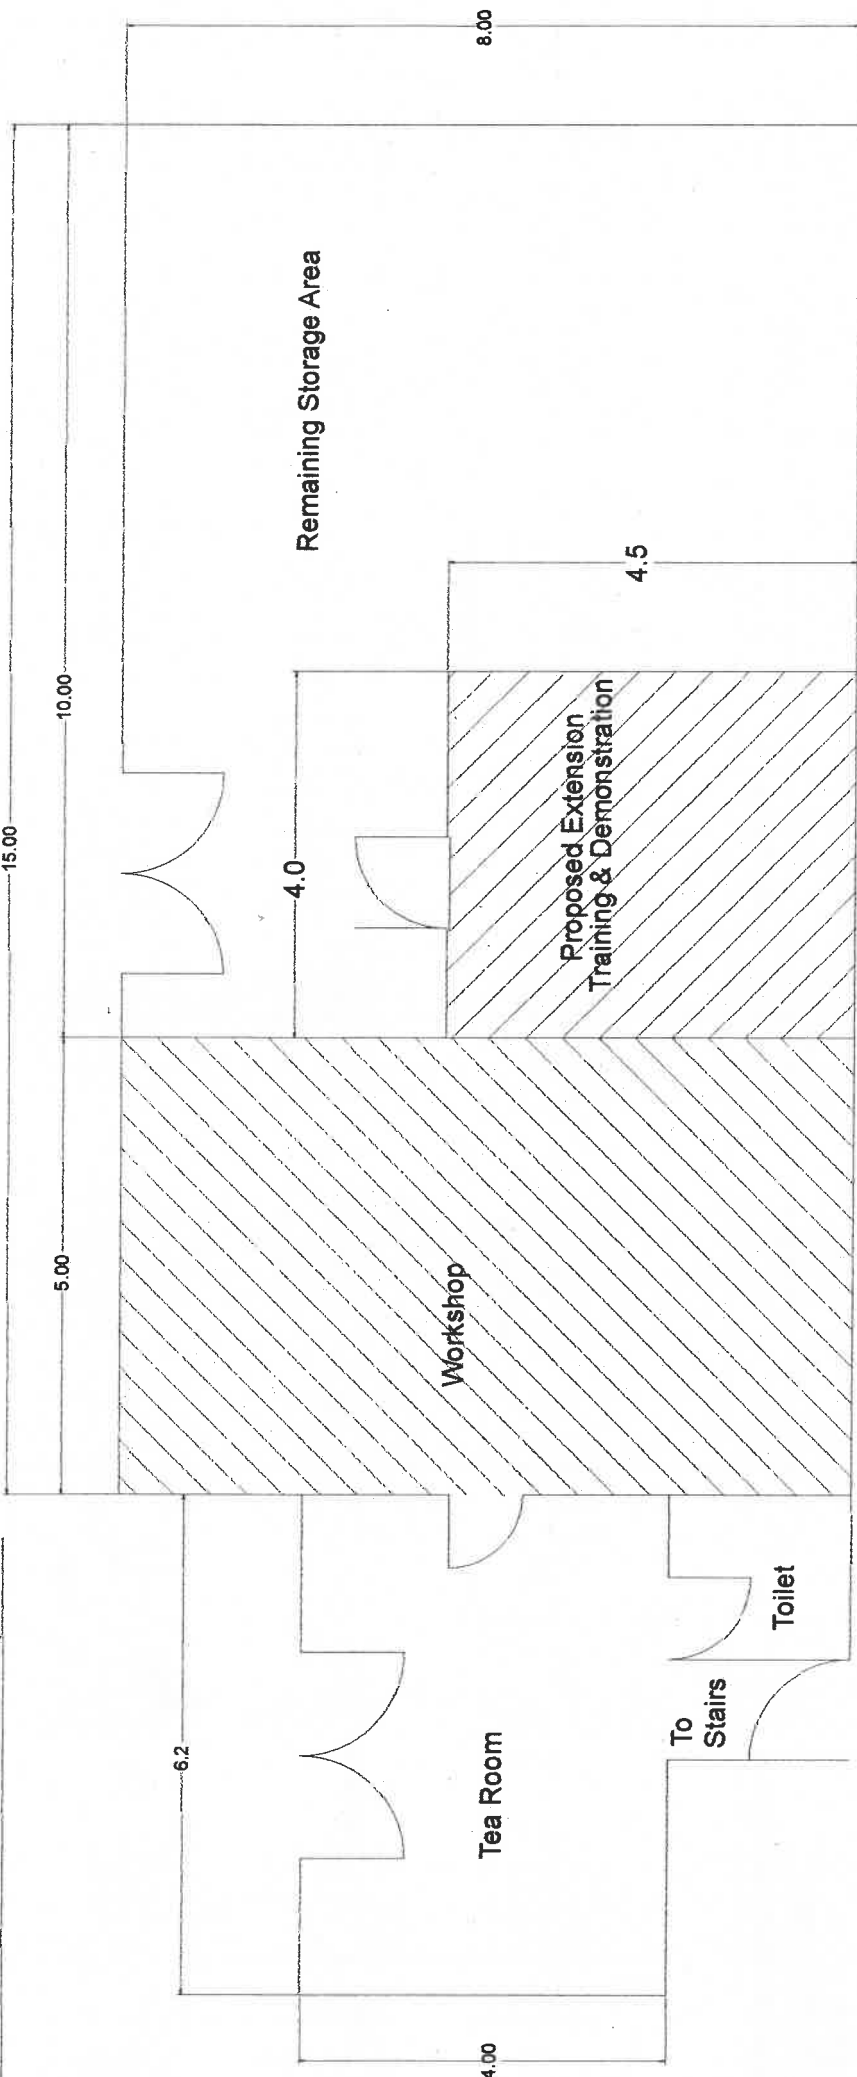 15.00
5.00
10.00
8.00
6.2
4.0
Remaining Storage Area
4.5
Proposed Extension
Training & Demonstration
Workshop
Tea Room
4.00
To
Stairs
Toilet